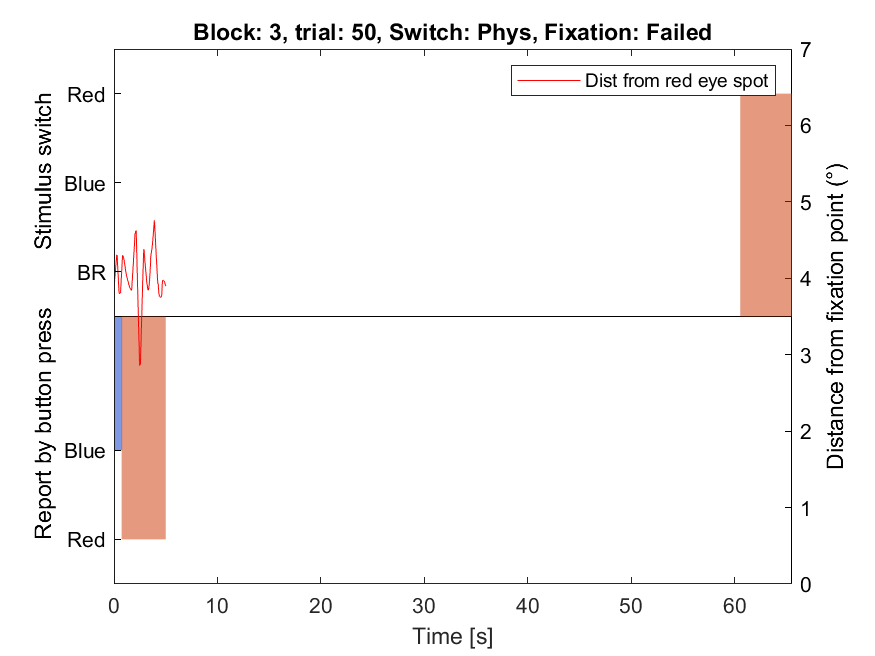 Block: 3, trial: 50, Switch: Phys, Fixation: Failed
Dist from red eye spot
Stimulus switch
Red
Blue
BR
Report by button press
Blue
Red
7
6
5
4
3
2
1
0
Distance from fixation point (°)
0 10 20 30 40 50 60
Time [s]